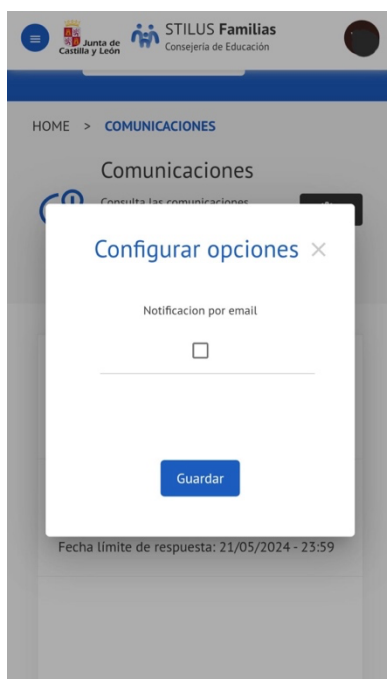 Junta de
Castilla y León
STILUS Familias
Consejería de Educación
HOME > COMUNICACIONES
Comunicaciones
Consulta las comunicaciones
Configurar opciones ×
Notificacion por email
Guardar
Fecha límite de respuesta: 21/05/2024 - 23:59